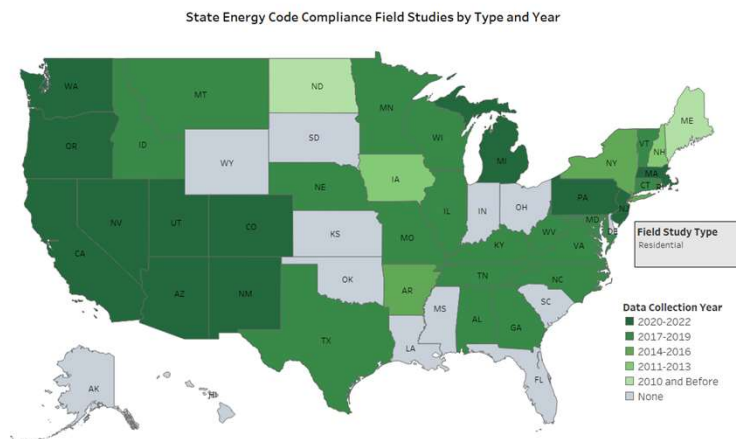 State Energy Code Compliance Field Studies by Type and Year
WA
MT
ND
MN
ME
OR
ID
SD
WI
MI
VT
NH
NY
MA
WY
IA
CT
NE
PA
NJ
NV
UT
CO
IL
IN
OH
MD
DE
CA
KS
MO
KY
WV
VA
AZ
NM
OK
AR
TN
NC
SC
TX
LA
MS
AL
GA
FL
AK
HI
Field Study Type
Residential
Data Collection Year
2020-2022
2017-2019
2014-2016
2011-2013
2010 and Before
None